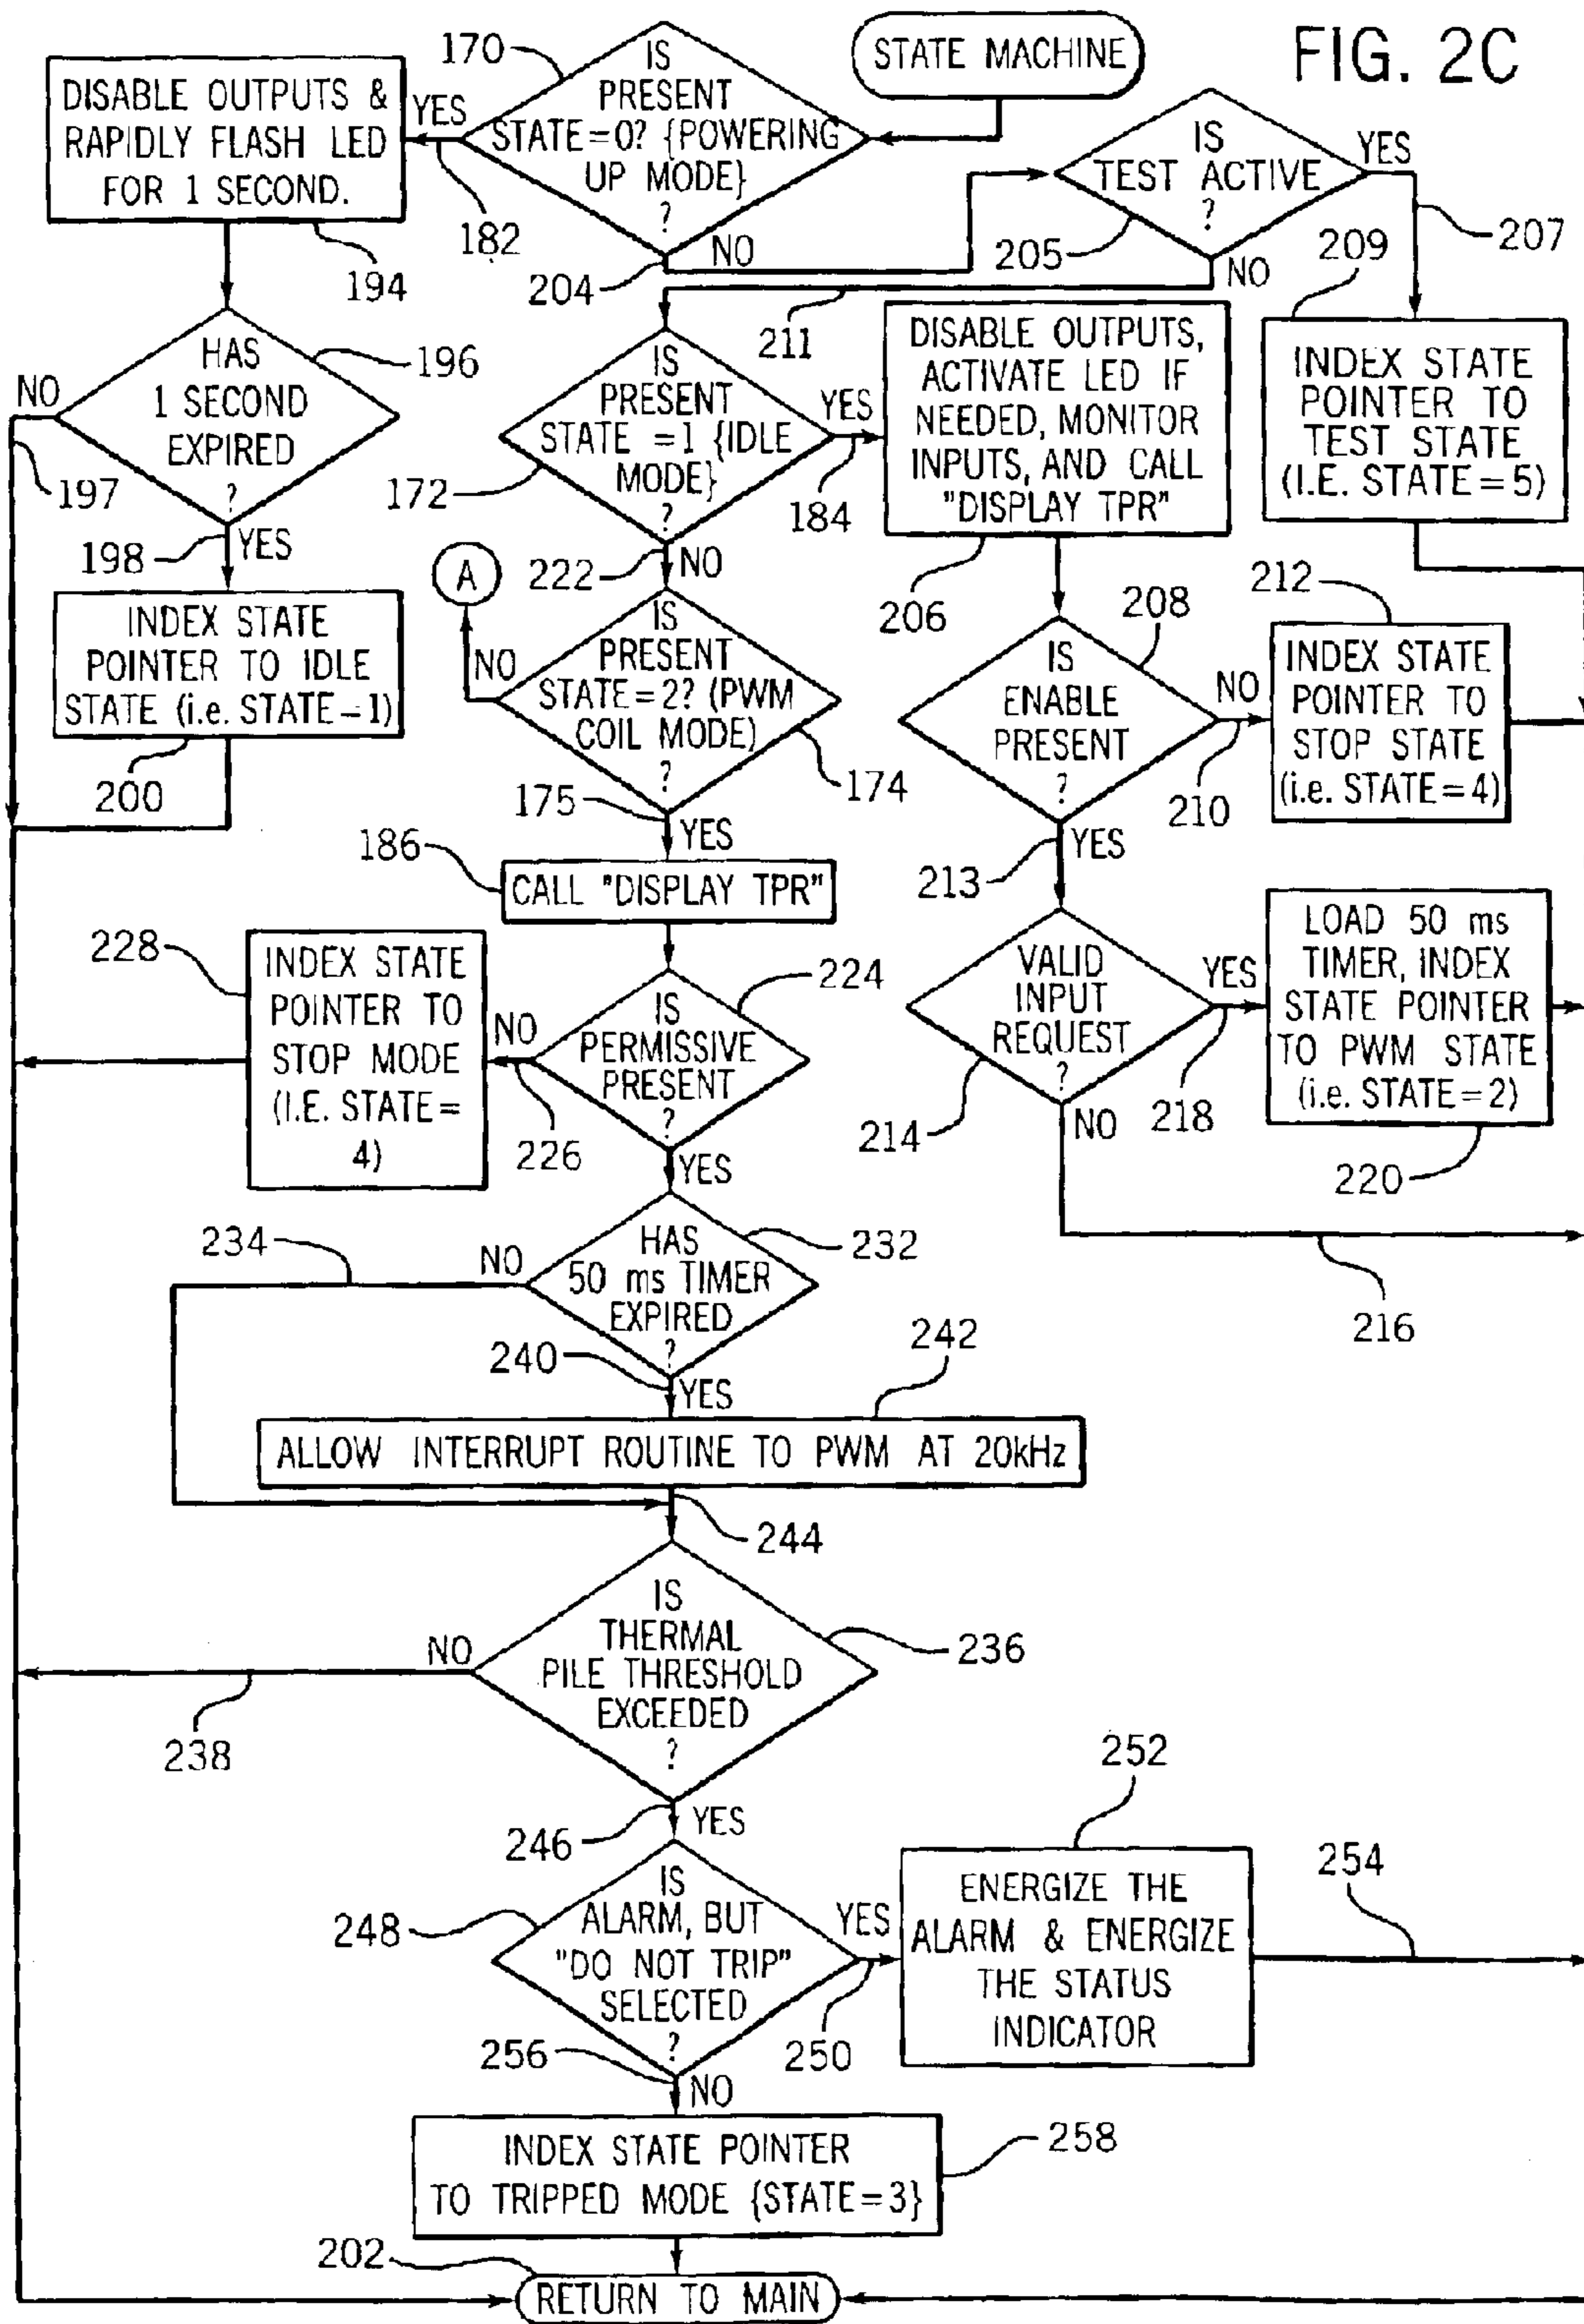 FIG. 2C
STATE MACHINE
170
IS
PRESENT
STATE=0? {POWERING
UP MODE}
?
YES
182
NO
204
DISABLE OUTPUTS &
RAPIDLY FLASH LED
FOR 1 SECOND.
194
HAS
1 SECOND
EXPIRED
?
196
NO
197
198
YES
INDEX STATE
POINTER TO IDLE
STATE (i.e. STATE-1)
200
IS
TEST ACTIVE
?
205
YES
207
NO
211
209
INDEX STATE
POINTER TO
TEST STATE
(I.E. STATE=5)
IS
PRESENT
STATE =1 {IDLE
MODE}
?
172
YES
184
222
NO
DISABLE OUTPUTS,
ACTIVATE LED IF
NEEDED, MONITOR
INPUTS, AND CALL
"DISPLAY TPR"
206
A
NO
IS
PRESENT
STATE=2? (PWM
COIL MODE)
?
174
175
YES
IS
ENABLE
PRESENT
?
208
NO
210
212
INDEX STATE
POINTER TO
STOP STATE
(i.e. STATE=4)
213
YES
186
CALL "DISPLAY TPR"
VALID
INPUT
REQUEST
?
214
YES
218
LOAD 50 ms
TIMER, INDEX
STATE POINTER
TO PWM STATE
(i.e. STATE=2)
220
NO
216
IS
PERMISSIVE
PRESENT
?
224
NO
226
228
INDEX STATE
POINTER TO
STOP MODE
(I.E. STATE=
4)
YES
HAS
50 ms TIMER
EXPIRED
?
232
NO
234
240
YES
242
ALLOW INTERRUPT ROUTINE TO PWM AT 20kHz
244
IS
THERMAL
PILE THRESHOLD
EXCEEDED
?
236
NO
238
246
YES
IS
ALARM, BUT
"DO NOT TRIP"
SELECTED
?
248
YES
250
252
ENERGIZE THE
ALARM & ENERGIZE
THE STATUS
INDICATOR
254
256
NO
INDEX STATE POINTER
TO TRIPPED MODE {STATE=3}
258
202
RETURN TO MAIN